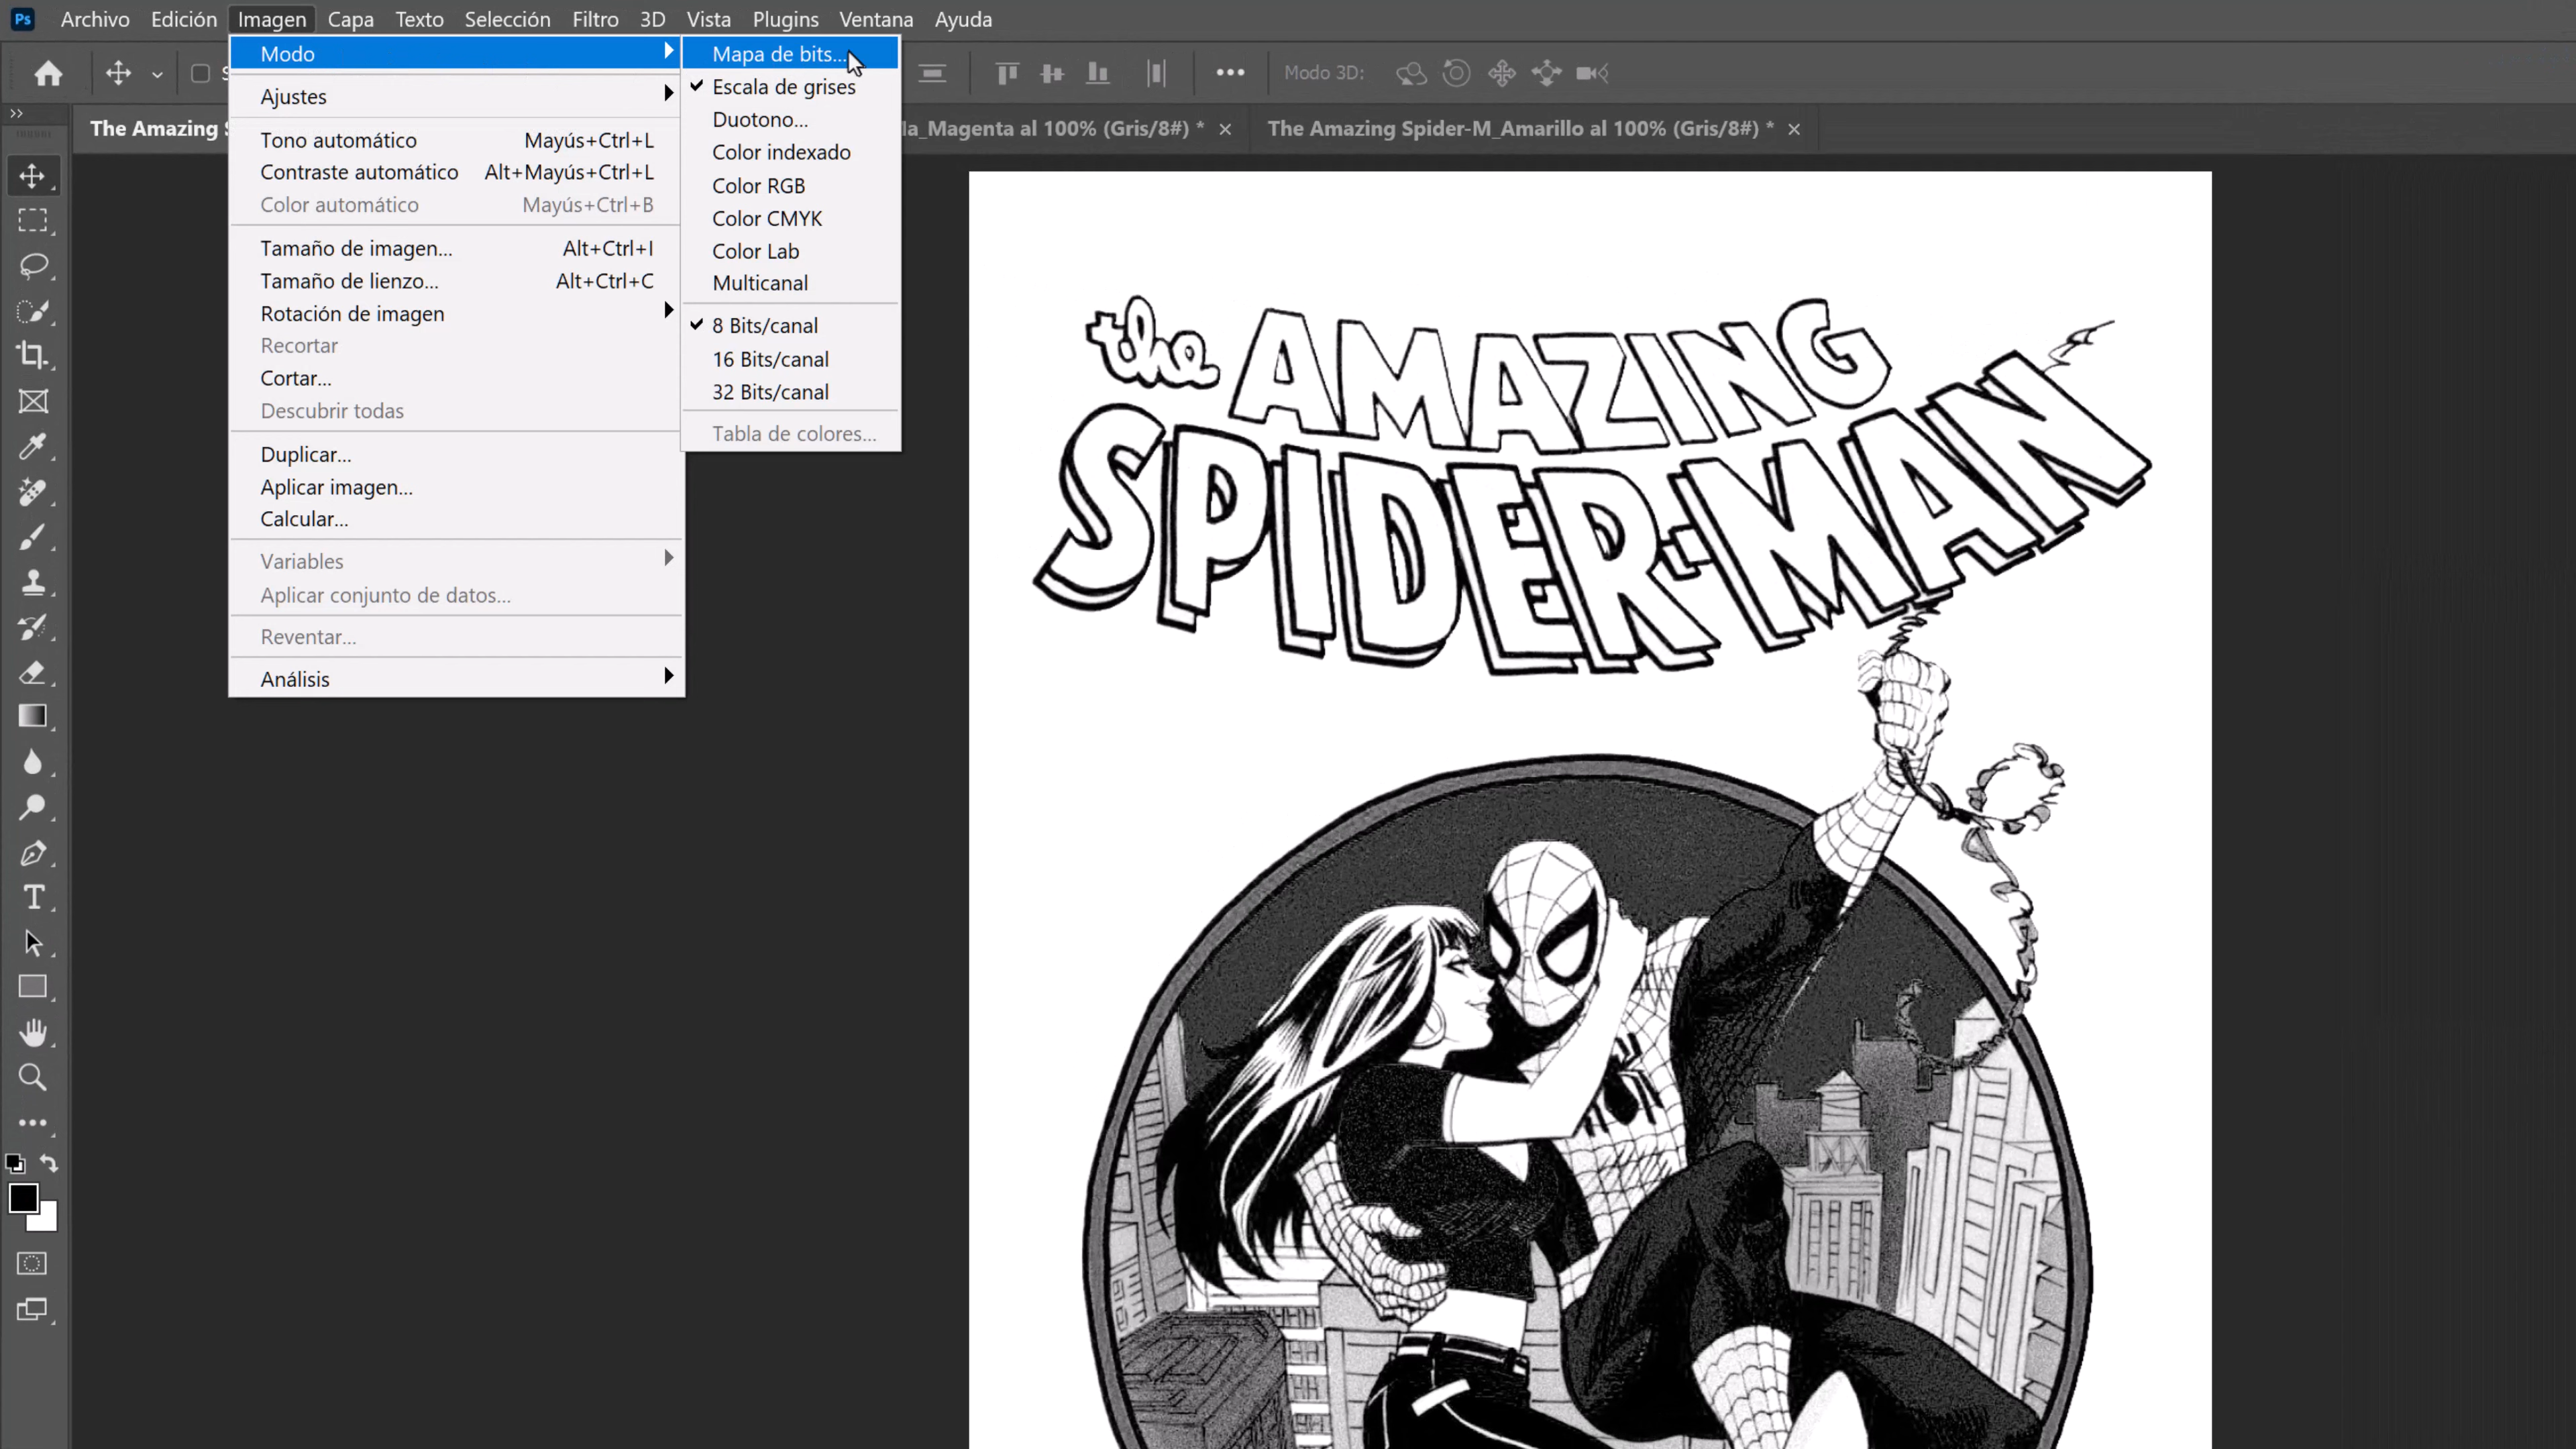 Ps Archivo Edición Imagen Capa Texto Selección Filtro 3D Vista Plugins Ventana Ayuda
Modo 3D:
The Amazing S
la_Magenta al 100% (Gris/8#) * ×
The Amazing Spider-M_Amarillo al 100% (Gris/8#) * ×
Modo
Ajustes
Tono automático Mayús+Ctrl+L
Contraste automático Alt+Mayús+Ctrl+L
Color automático Mayús+Ctrl+B
Tamaño de imagen... Alt+Ctrl+I
Tamaño de lienzo... Alt+Ctrl+C
Rotación de imagen
Recortar
Cortar...
Descubrir todas
Duplicar...
Aplicar imagen...
Calcular...
Variables
Aplicar conjunto de datos...
Reventar...
Análisis
Mapa de bits...
Escala de grises
Duotono...
Color indexado
Color RGB
Color CMYK
Color Lab
Multicanal
8 Bits/canal
16 Bits/canal
32 Bits/canal
Tabla de colores...
the AMAZING
SPIDER-MAN